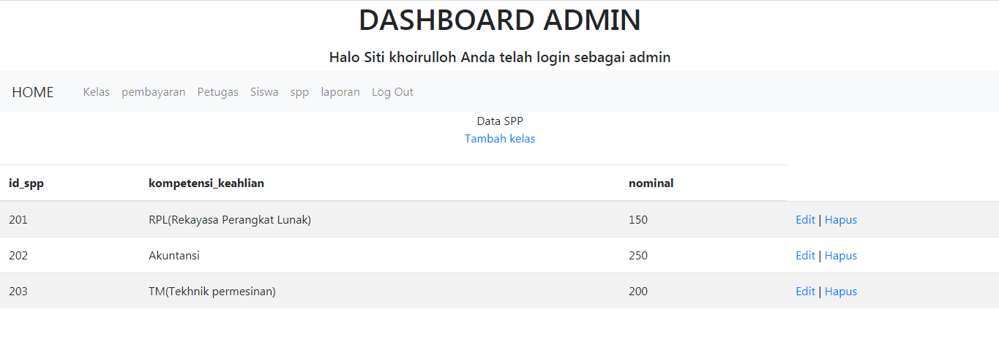 DASHBOARD ADMIN
Halo Siti khoirulloh Anda telah login sebagai admin
HOME Kelas pembayaran Petugas Siswa spp laporan Log Out
Data SPP
Tambah kelas
id_spp kompetensi_keahlian nominal
201 RPL(Rekayasa Perangkat Lunak) 150 Edit | Hapus
202 Akuntansi 250 Edit | Hapus
203 TM(Tekhnik permesinan) 200 Edit | Hapus